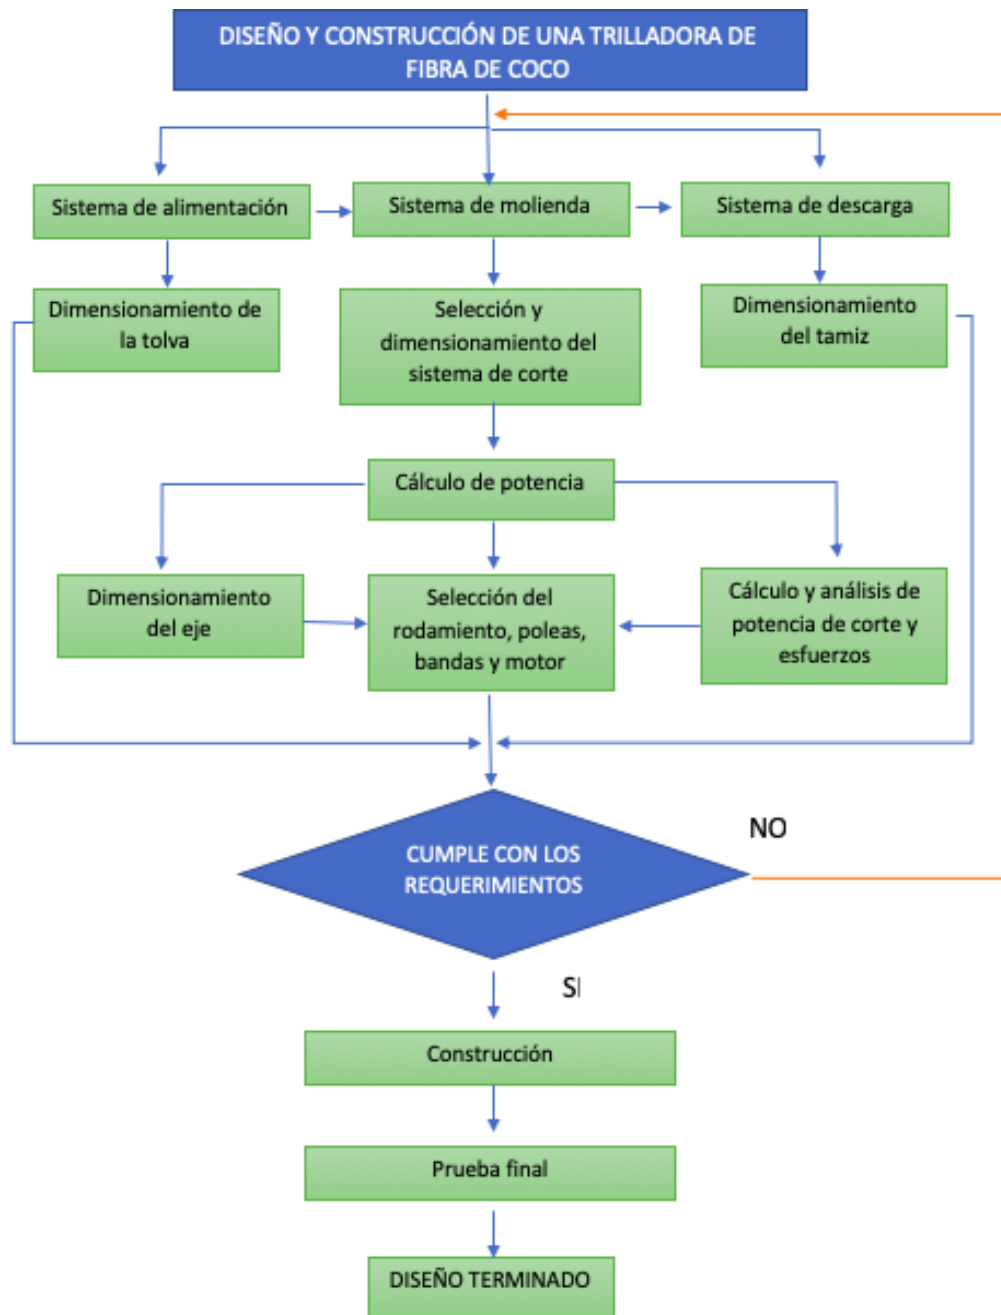 DISEÑO Y CONSTRUCCIÓN DE UNA TRILLADORA DE
FIBRA DE COCO
Sistema de alimentación
Sistema de molienda
Sistema de descarga
Dimensionamiento de
la tolva
Selección y
dimensionamiento del
sistema de corte
Dimensionamiento
del tamiz
Cálculo de potencia
Dimensionamiento
del eje
Selección del
rodamiento, poleas,
bandas y motor
Cálculo y análisis de
potencia de corte y
esfuerzos
CUMPLE CON LOS
REQUERIMIENTOS
NO
SI
Construcción
Prueba final
DISEÑO TERMINADO